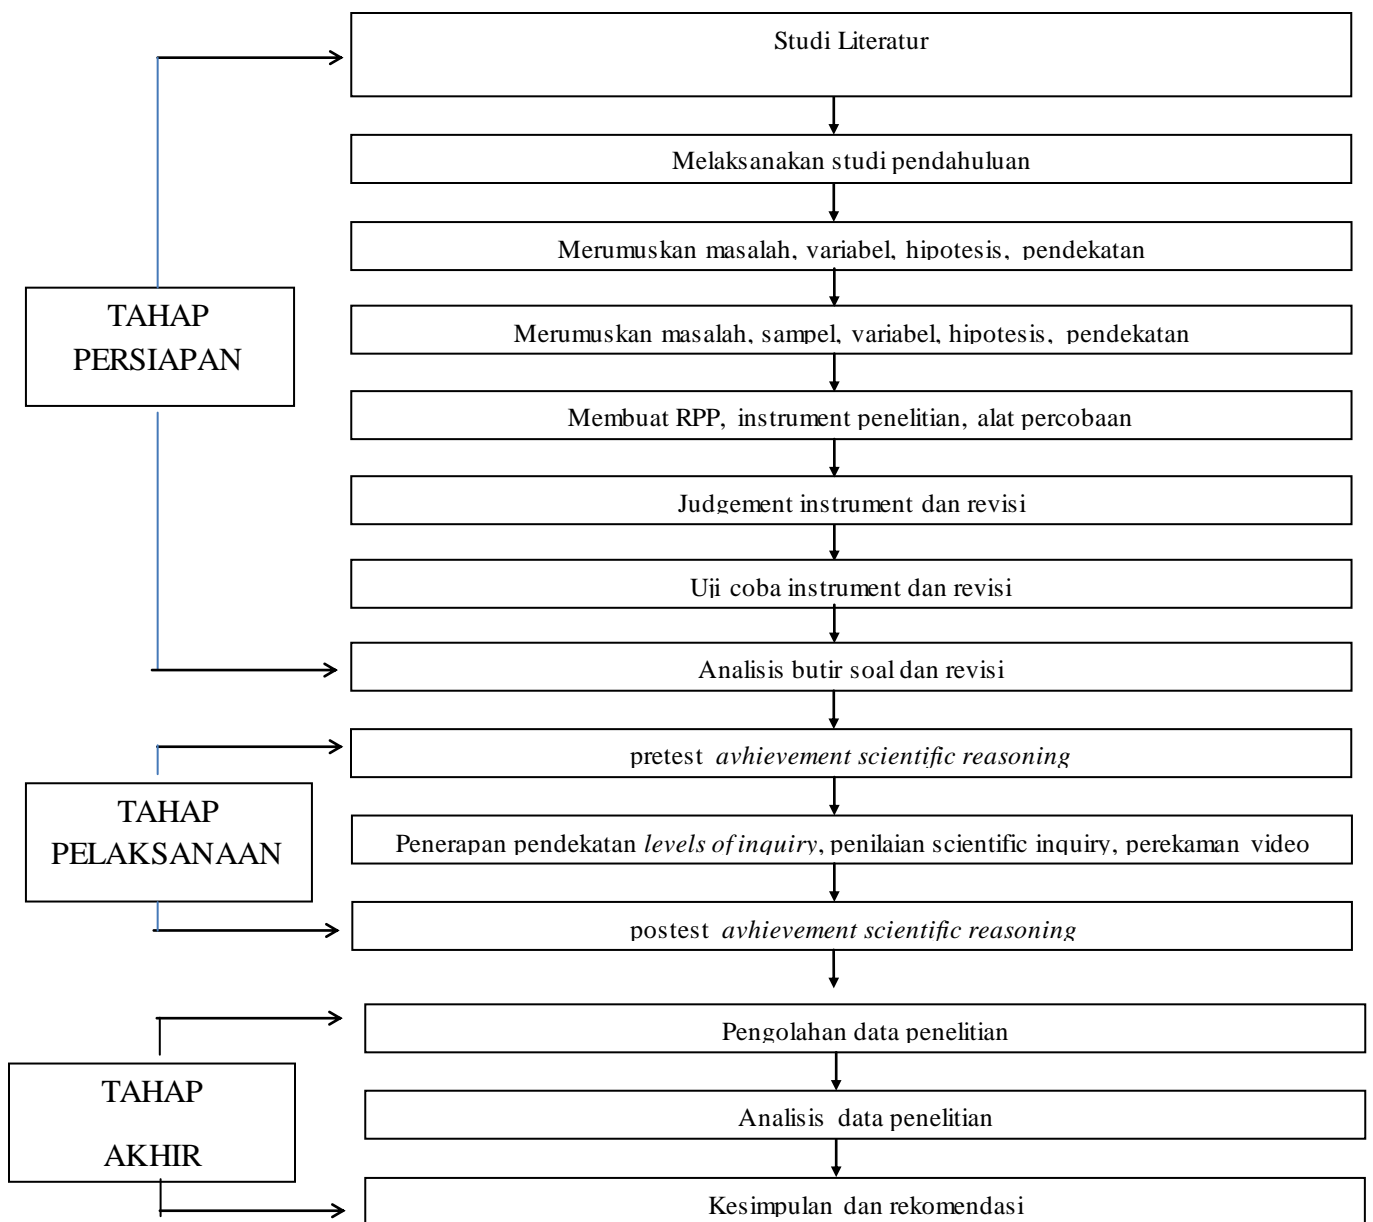 Studi Literatur
Melaksanakan studi pendahuluan
Merumuskan masalah, variabel, hipotesis, pendekatan
TAHAP
PERSIAPAN
Merumuskan masalah, sampel, variabel, hipotesis, pendekatan
Membuat RPP, instrument penelitian, alat percobaan
Judgement instrument dan revisi
Uji coba instrument dan revisi
Analisis butir soal dan revisi
pretest avhievement scientific reasoning
TAHAP
PELAKSANAAN
Penerapan pendekatan levels of inquiry, penilaian scientific inquiry, perekaman video
postest avhievement scientific reasoning
Pengolahan data penelitian
TAHAP
AKHIR
Analisis data penelitian
Kesimpulan dan rekomendasi